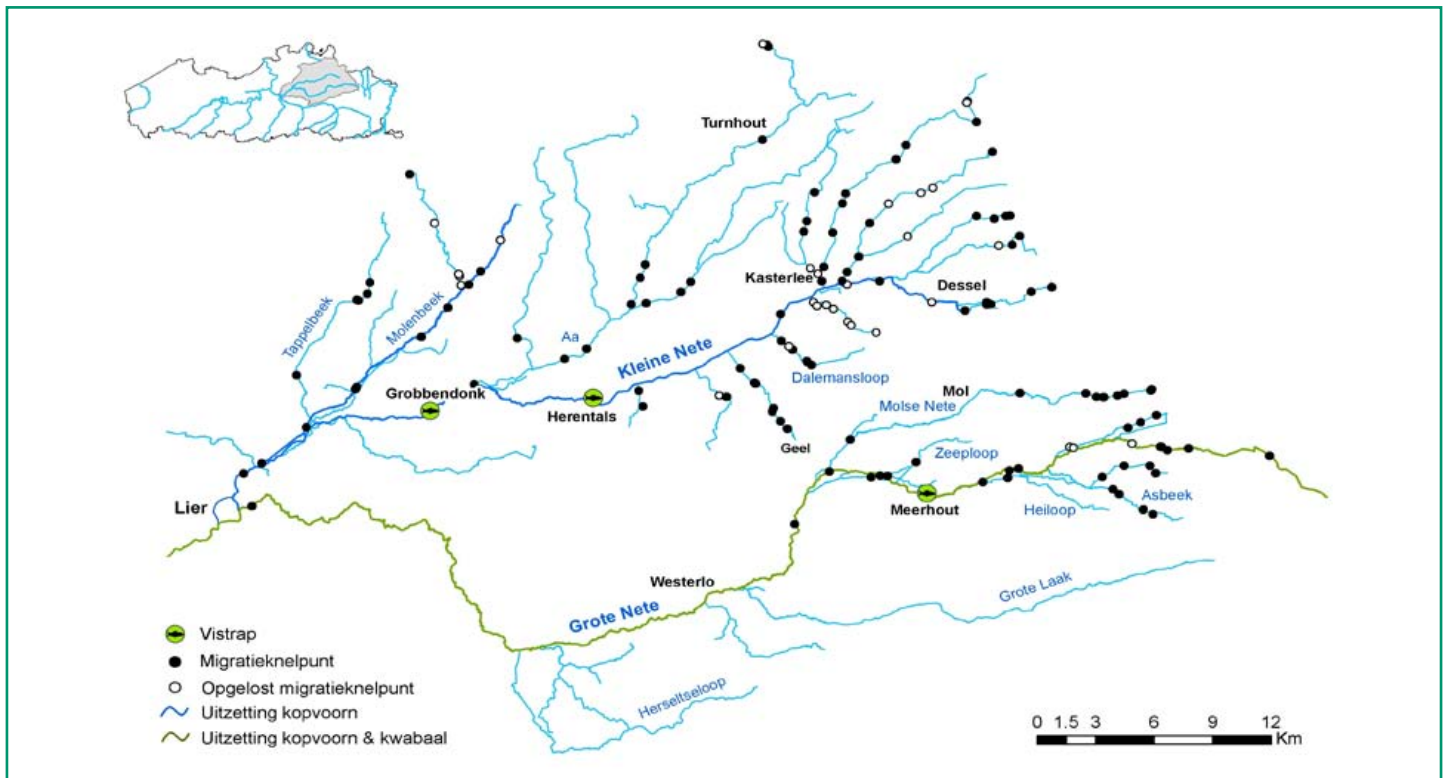 Turnhout
Kasterlee
Dessel
Tappelbeek
Molenbeek
Aa
Kleine Nete
Dalemansloop
Grobbendonk
Herentals
Mol
Molse Nete
Geel
Zeeploop
Lier
Meerhout
Heiloop
Asbeek
Westerlo
Grote Laak
Grote Nete
Herseltseloop
Vistrap
Migratieknelpunt
Opgelost migratieknelpunt
Uitzetting kopvoorn
Uitzetting kopvoorn & kwabaal
0 1.5 3 6 9 12
Km